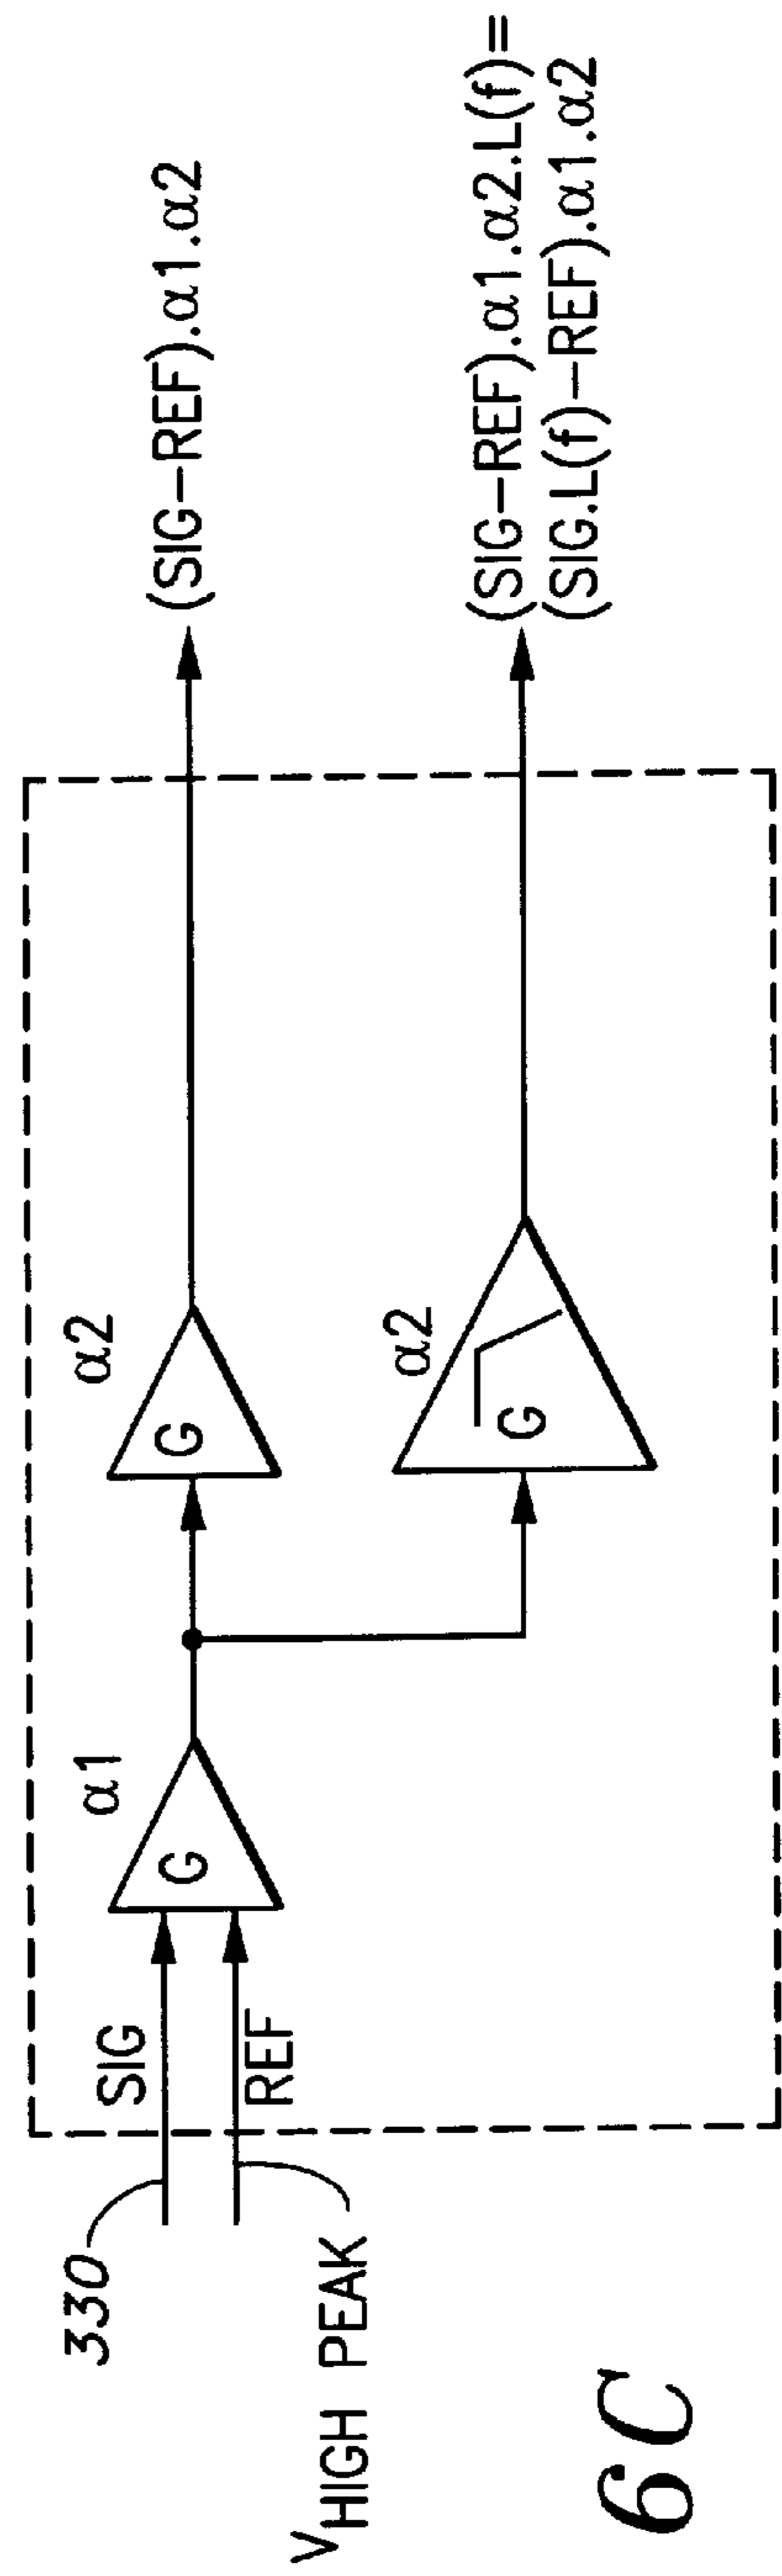 330
SIG
REF
V HIGH PEAK
α1
G
α2
G
(SIG–REF).α1.α2
α2
G
(SIG–REF).α1.α2.L(f)=
(SIG.L(f)–REF).α1.α2
6C